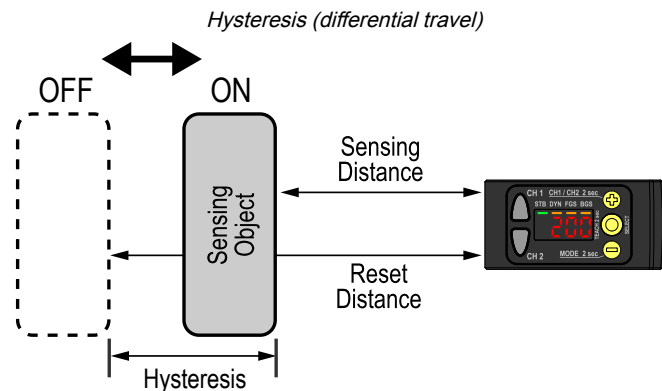 Hysteresis (differential travel)
OFF
ON
Sensing
Distance
Sensing
Object
Reset
Distance
Hysteresis
CH 1
CH1 / CH2 2 sec
STB DYN FGS BGS
200
TEACH 2 sec
SELECT
CH 2
MODE 2 sec